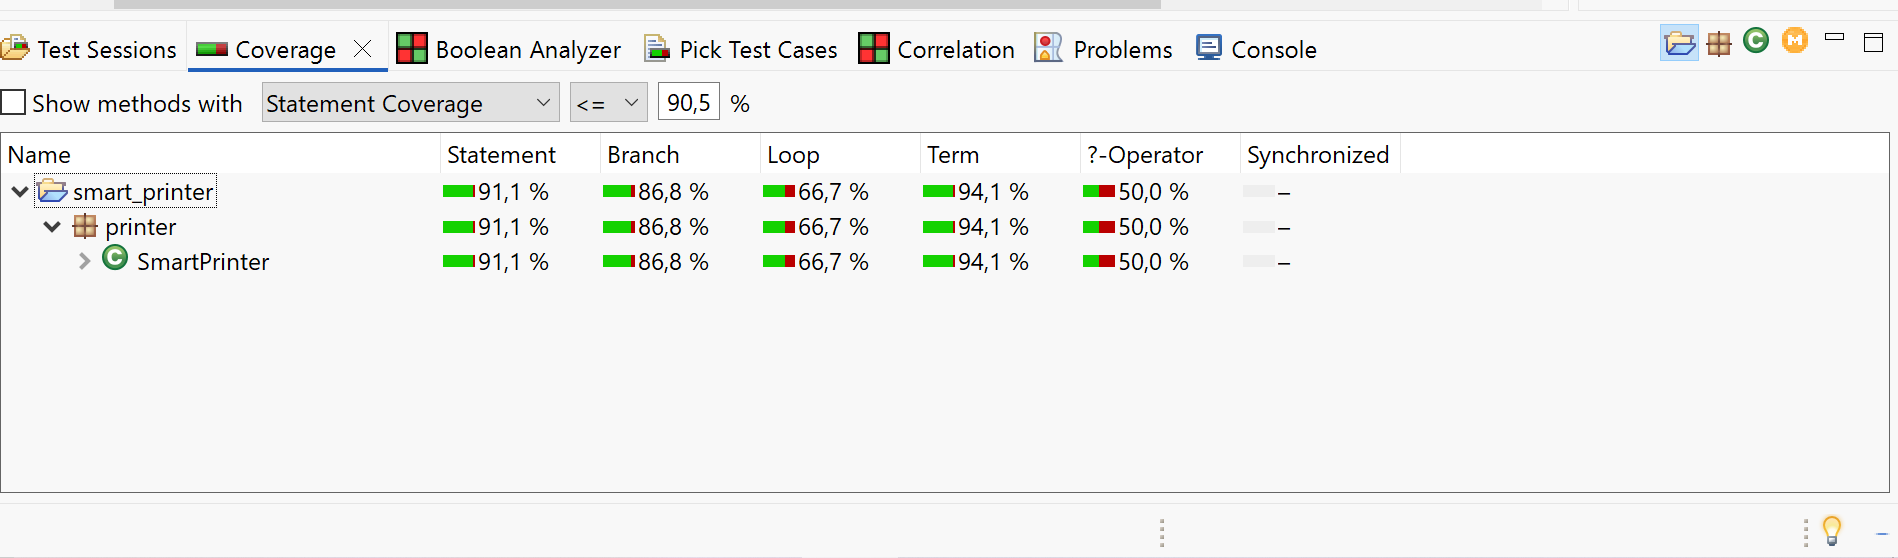 Test Sessions Coverage Boolean Analyzer Pick Test Cases Correlation Problems Console
Show methods with Statement Coverage <= 90,5 %
Name Statement Branch Loop Term ?-Operator Synchronized
smart_printer 91,1 % 86,8 % 66,7 % 94,1 % 50,0 % –
printer 91,1 % 86,8 % 66,7 % 94,1 % 50,0 % –
SmartPrinter 91,1 % 86,8 % 66,7 % 94,1 % 50,0 % –